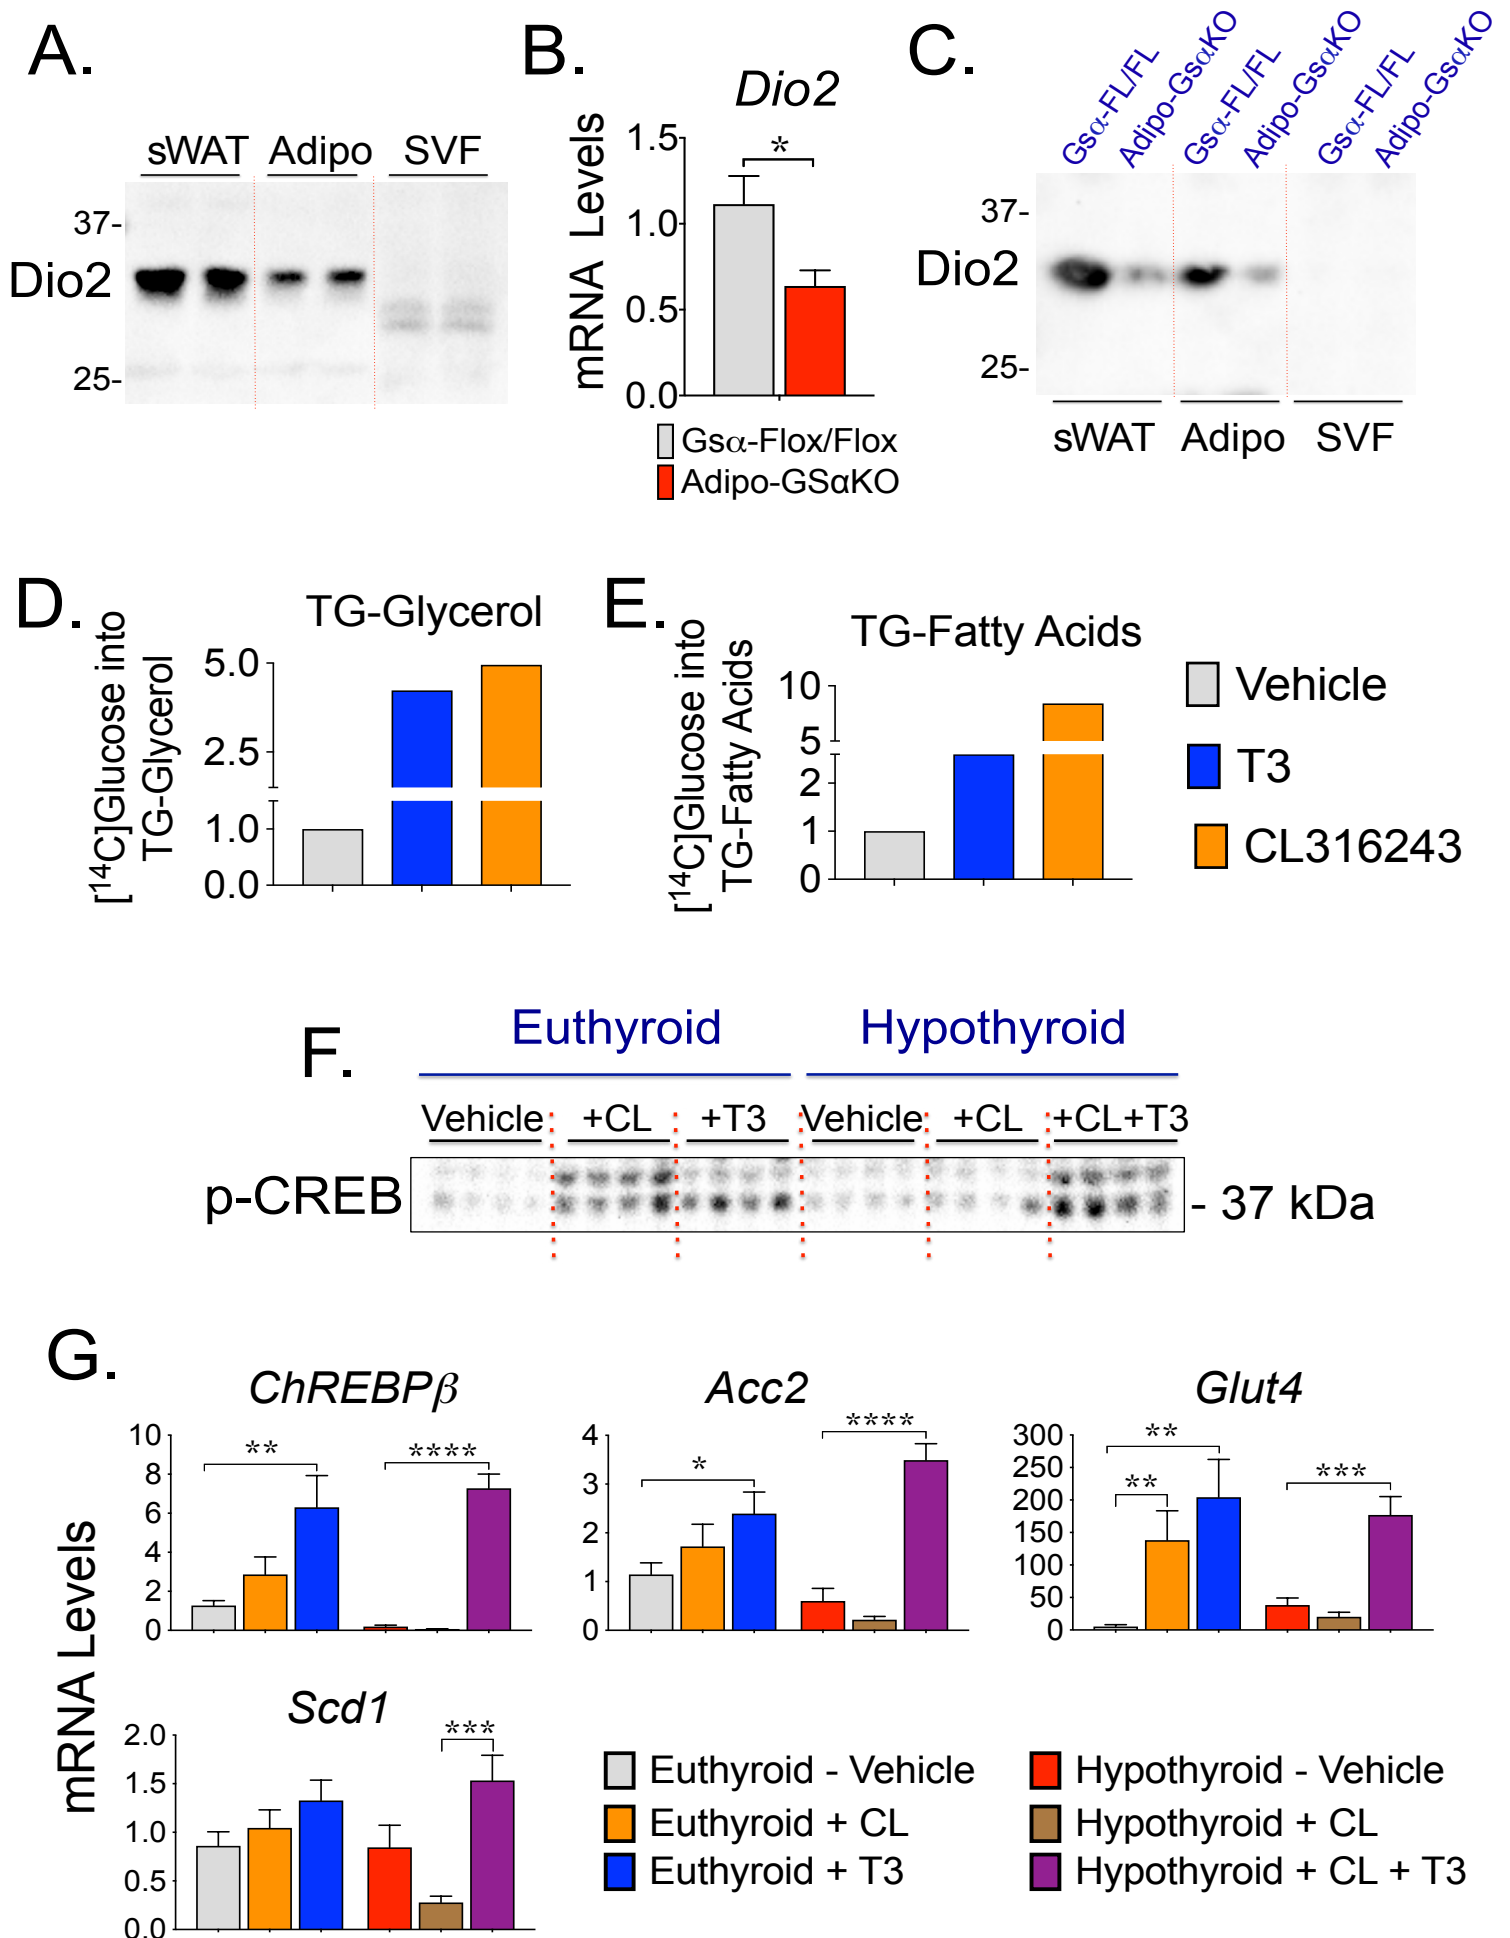 A.
sWAT Adipo SVF
37-
Dio2
25-
B.
Dio2
mRNA Levels
1.5
1.0
0.5
0.0
*
Gsα-Flox/Flox
Adipo-GSαKO
C.
Gsα-FL/FL
Adipo-GsαKO
Gsα-FL/FL
Adipo-GsαKO
Gsα-FL/FL
Adipo-GsαKO
37-
Dio2
25-
sWAT Adipo SVF
D.
TG-Glycerol
[¹⁴C]Glucose into
TG-Glycerol
5.0
2.5
1.0
0.0
E.
TG-Fatty Acids
[¹⁴C]Glucose into
TG-Fatty Acids
10
5
2
1
0
Vehicle
T3
CL316243
F.
Euthyroid Hypothyroid
Vehicle +CL +T3 Vehicle +CL +CL+T3
p-CREB
- 37 kDa
G.
mRNA Levels
ChREBPβ
10
8
6
4
2
0
** ****
Acc2
4
3
2
1
0
* ****
Glut4
300
250
200
150
100
50
0
**
** ***
Scd1
2.0
1.5
1.0
0.5
0.0
***
Euthyroid - Vehicle
Euthyroid + CL
Euthyroid + T3
Hypothyroid - Vehicle
Hypothyroid + CL
Hypothyroid + CL + T3